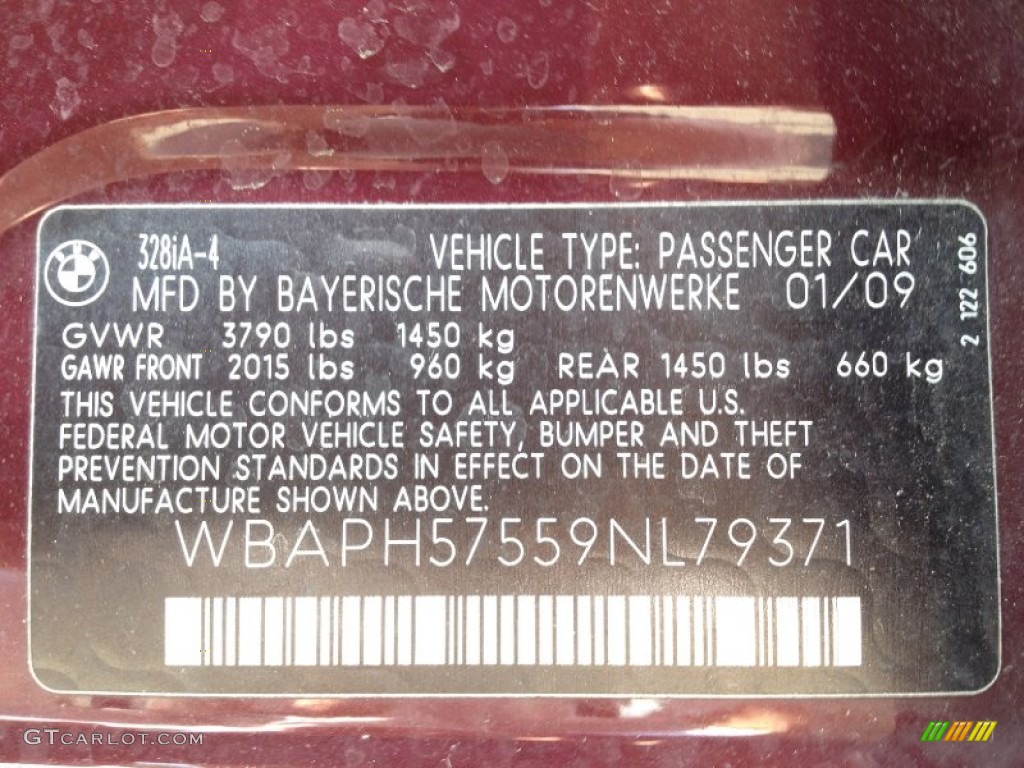 328iA-4 VEHICLE TYPE: PASSENGER CAR
MFD BY BAYERISCHE MOTORENWERKE 01/09
GVWR 3790 lbs 1450 kg
GAWR FRONT 2015 lbs 960 kg REAR 1450 lbs 660 kg
THIS VEHICLE CONFORMS TO ALL APPLICABLE U.S.
FEDERAL MOTOR VEHICLE SAFETY, BUMPER AND THEFT
PREVENTION STANDARDS IN EFFECT ON THE DATE OF
MANUFACTURE SHOWN ABOVE.
WBAPH57559NL79371
2 122 606
GTCARLOT.COM